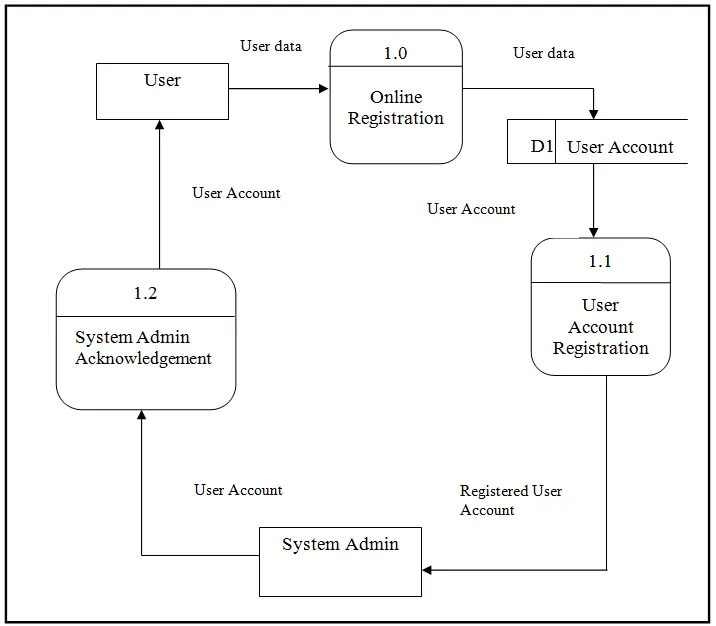 User data
1.0
User data
User
Online
Registration
D1 User Account
User Account
User Account
1.1
1.2
User
Account
Registration
System Admin
Acknowledgement
User Account
Registered User
Account
System Admin